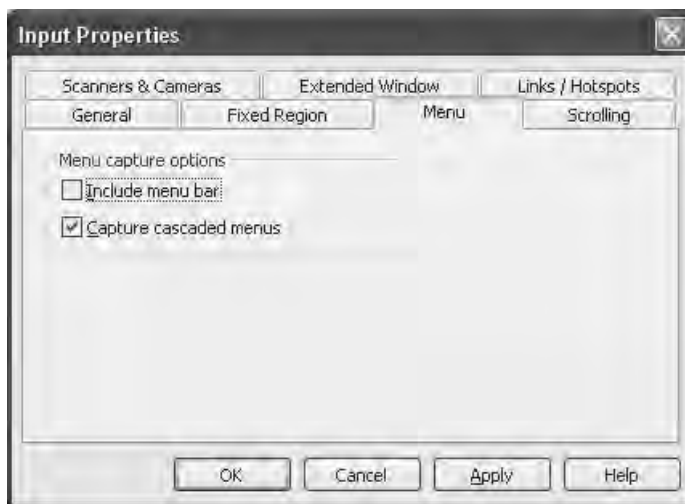 Input Properties
Scanners & Cameras Extended Window Links / Hotspots
General Fixed Region Menu Scrolling
Menu capture options
Include menu bar
Capture cascaded menus
OK Cancel Apply Help